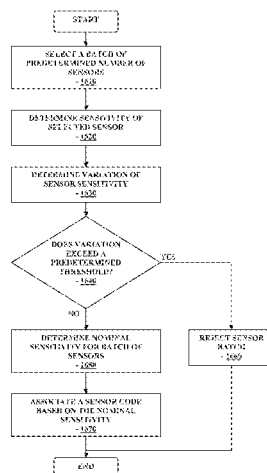 START
SELECT A BATCH OF
PREDETERMINED NUMBER OF
SENSORS
DETERMINE SENSITIVITY OF
SELECTED SENSOR
DETERMINE VARIATION OF
SENSOR SENSITIVITY
DOES VARIATION
EXCEED A
PREDETERMINED
THRESHOLD?
YES
NO
DETERMINE NOMINAL
SENSITIVITY FOR BATCH OF
SENSORS
REJECT SENSOR
BATCH
ASSOCIATE A SENSOR CODE
BASED ON THE NOMINAL
SENSITIVITY
END